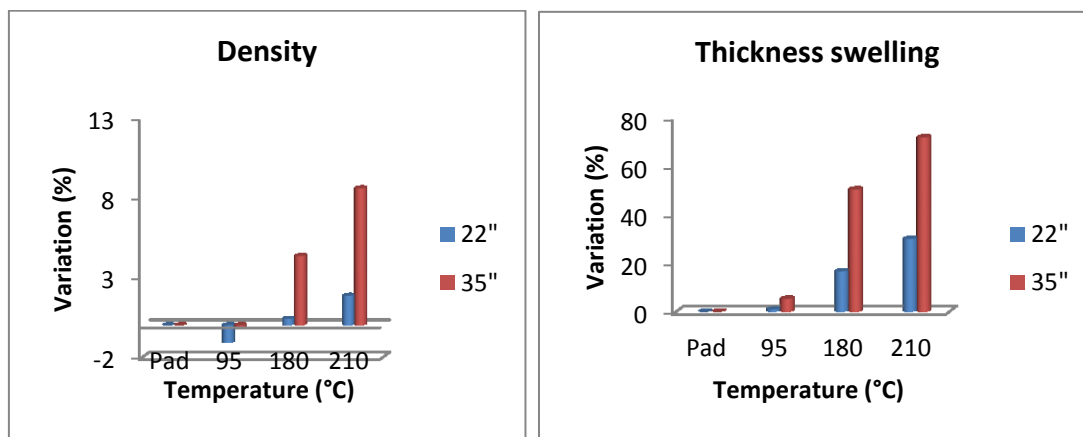 Density
13
8
3
-2
Variation (%)
Pad 95 180 210
Temperature (°C)
22"
35"
Thickness swelling
80
60
40
20
0
Variation (%)
Pad 95 180 210
Temperature (°C)
22"
35"